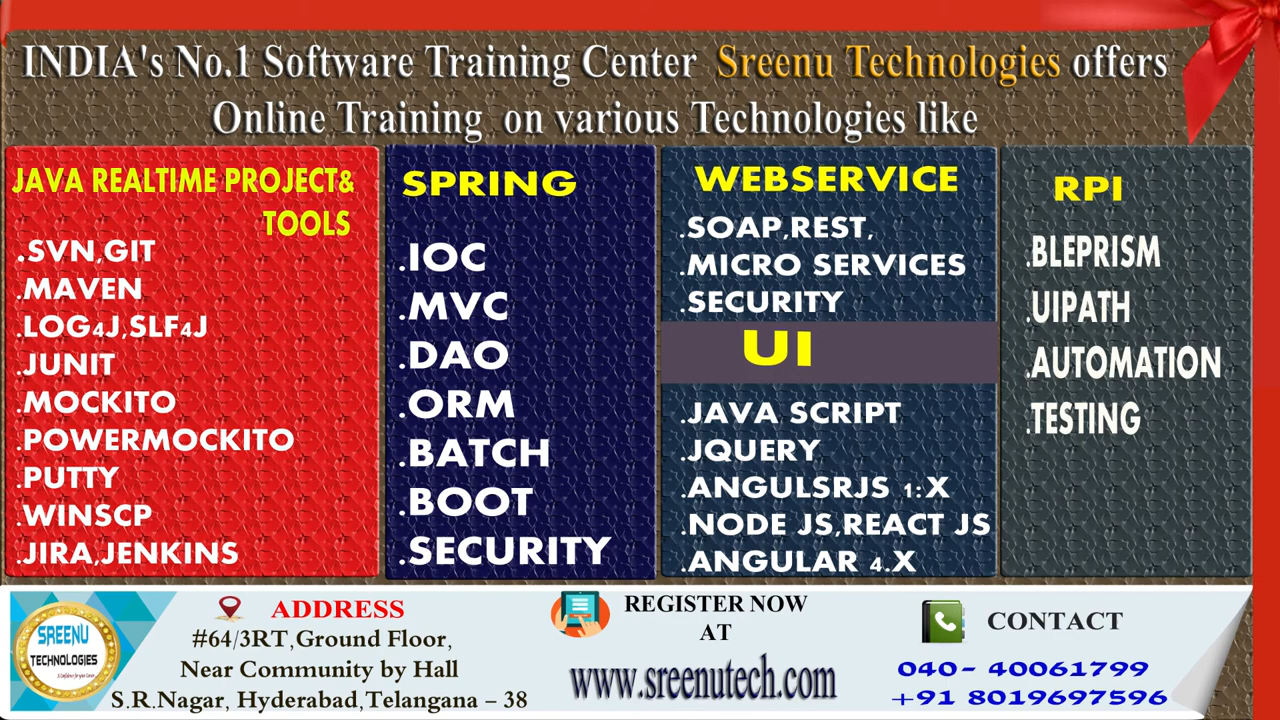 INDIA's No.1 Software Training Center Sreenu Technologies offers
Online Training on various Technologies like
JAVA REALTIME PROJECT&
TOOLS
.SVN,GIT
.MAVEN
.LOG4J,SLF4J
.JUNIT
.MOCKITO
.POWERMOCKITO
.PUTTY
.WINSCP
.JIRA,JENKINS
SPRING
.IOC
.MVC
.DAO
.ORM
.BATCH
.BOOT
.SECURITY
WEBSERVICE
.SOAP,REST,
.MICRO SERVICES
.SECURITY
UI
.JAVA SCRIPT
.JQUERY
.ANGULSRJS 1:X
.NODE JS,REACT JS
.ANGULAR 4.X
RPI
.BLEPRISM
.UIPATH
.AUTOMATION
.TESTING
SREENU
TECHNOLOGIES
ADDRESS
#64/3RT,Ground Floor,
Near Community by Hall
S.R.Nagar, Hyderabad,Telangana – 38
REGISTER NOW
AT
www.sreenutech.com
CONTACT
040- 40061799
+91 8019697596